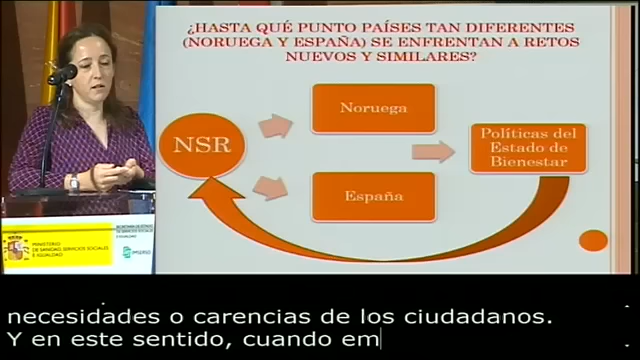 ¿HASTA QUÉ PUNTO PAÍSES TAN DIFERENTES
(NORUEGA Y ESPAÑA) SE ENFRENTAN A RETOS
NUEVOS Y SIMILARES?
NSR
Noruega
España
Políticas del
Estado de
Bienestar
MINISTERIO
DE SANIDAD, SERVICIOS SOCIALES
E IGUALDAD
necesidades o carencias de los ciudadanos.
Y en este sentido, cuando em